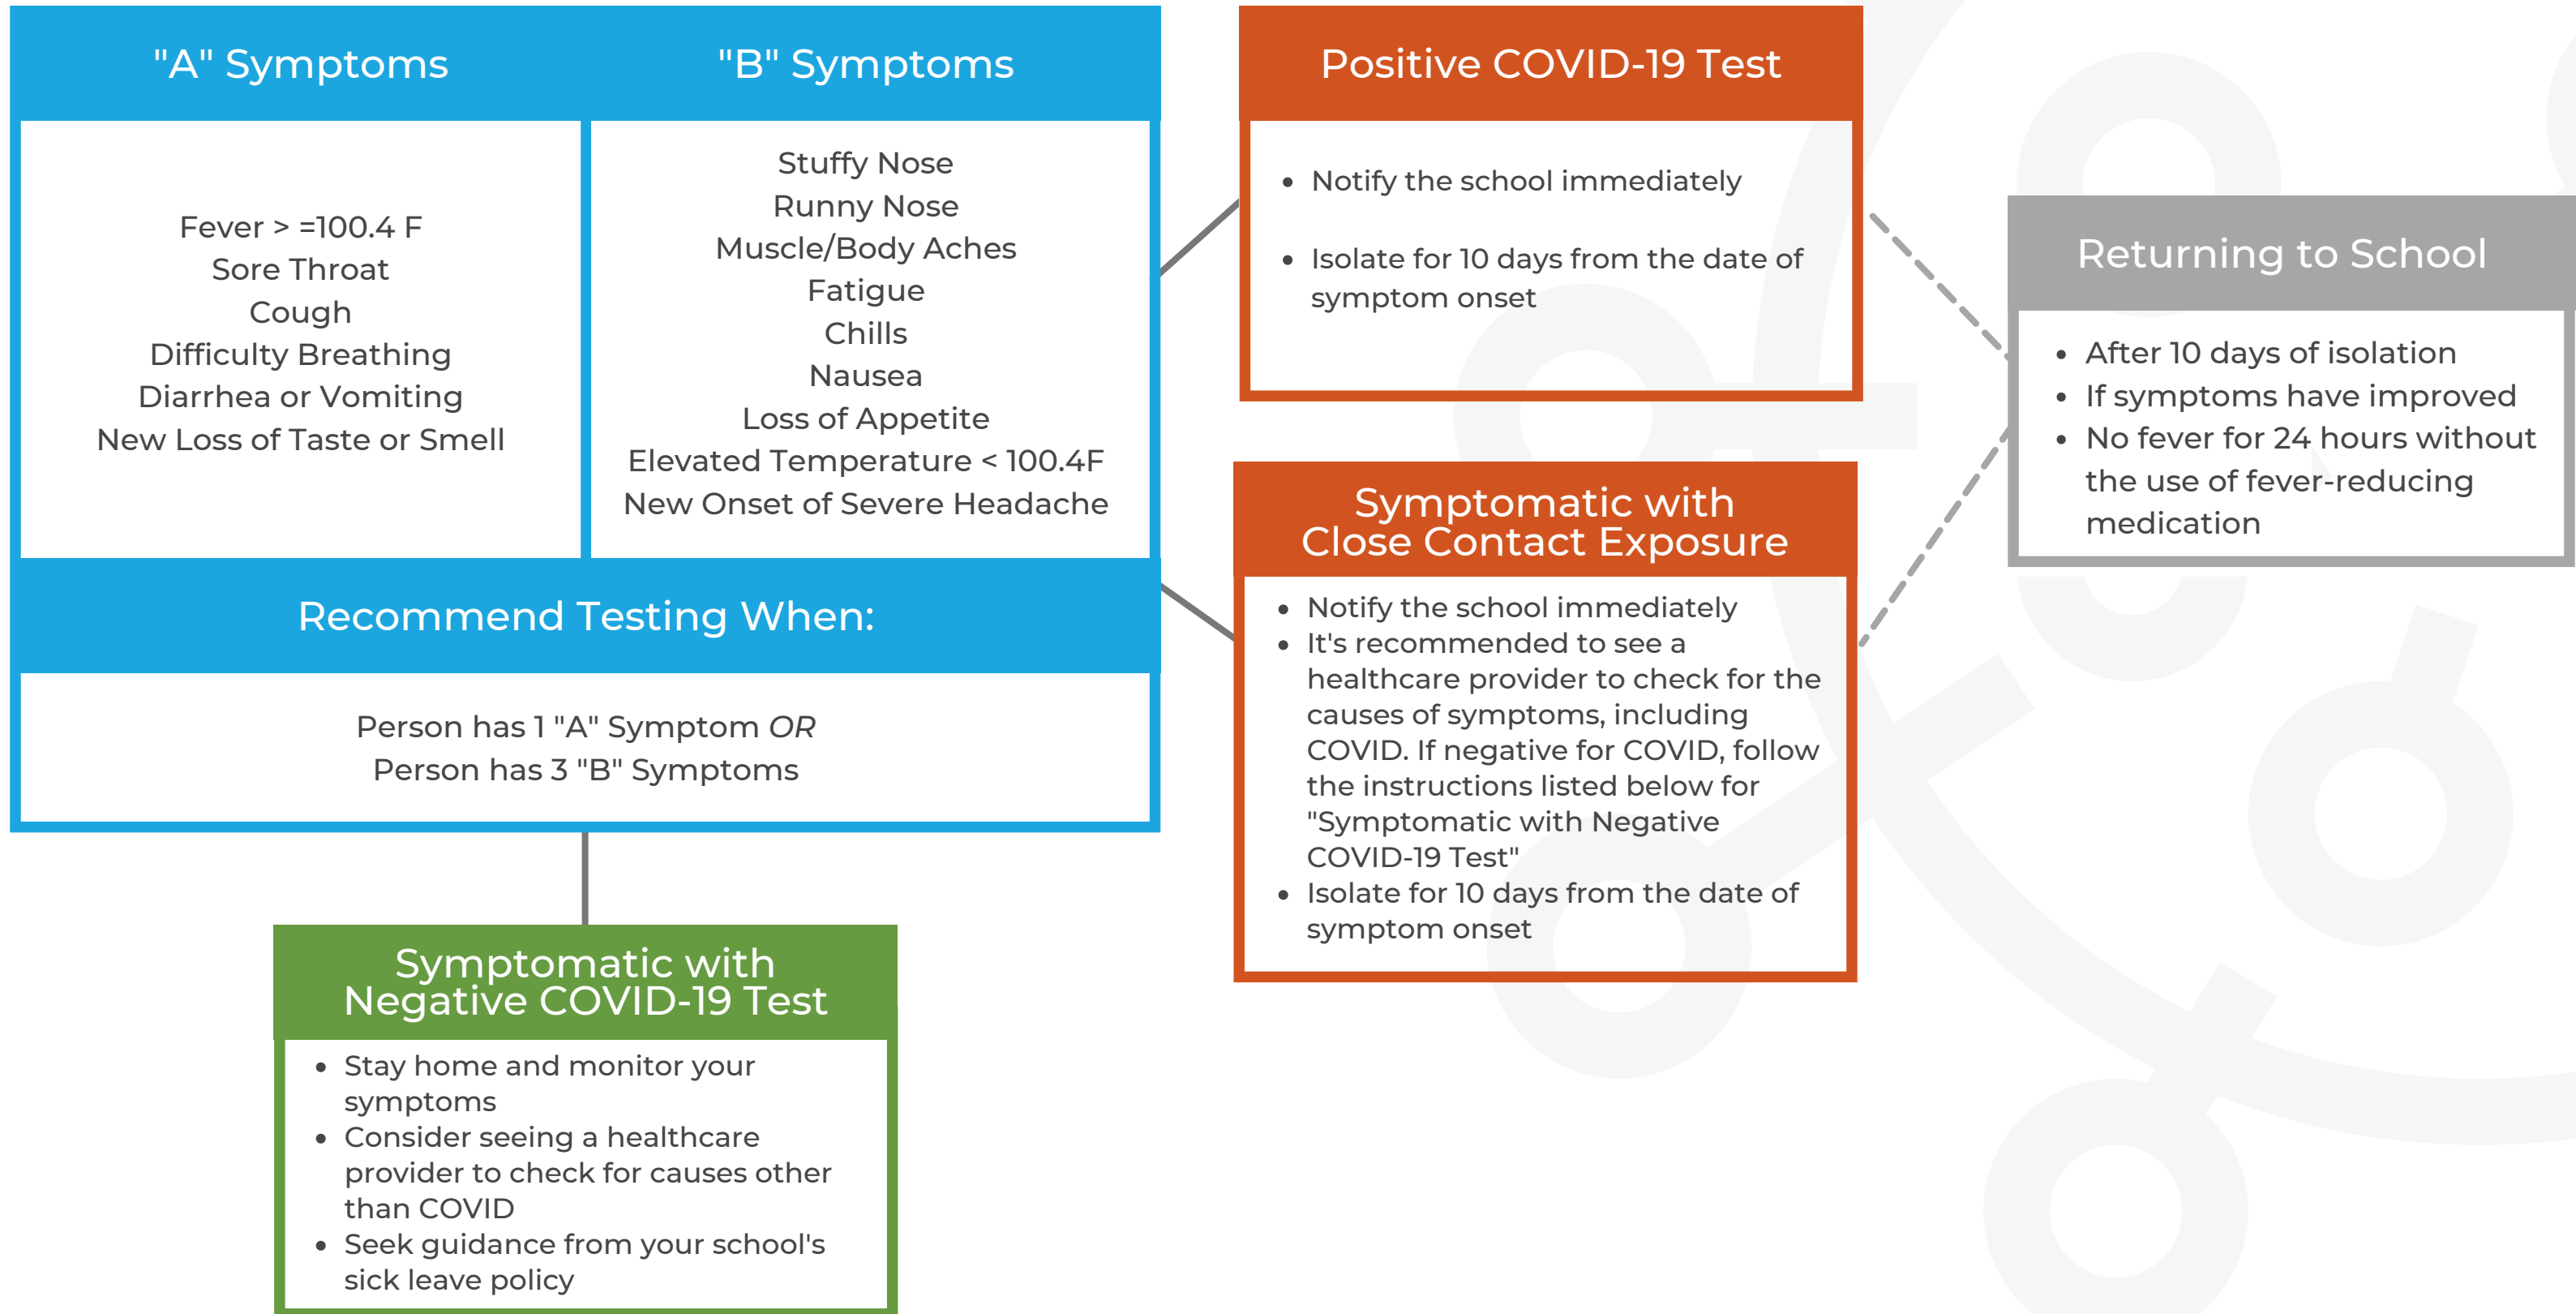 "A" Symptoms
Fever > =100.4 F
Sore Throat
Cough
Difficulty Breathing
Diarrhea or Vomiting
New Loss of Taste or Smell
"B" Symptoms
Stuffy Nose
Runny Nose
Muscle/Body Aches
Fatigue
Chills
Nausea
Loss of Appetite
Elevated Temperature < 100.4F
New Onset of Severe Headache
Recommend Testing When:
Person has 1 "A" Symptom OR
Person has 3 "B" Symptoms
Positive COVID-19 Test
• Notify the school immediately
• Isolate for 10 days from the date of
symptom onset
Symptomatic with
Close Contact Exposure
• Notify the school immediately
• It's recommended to see a
healthcare provider to check for the
causes of symptoms, including
COVID. If negative for COVID, follow
the instructions listed below for
"Symptomatic with Negative
COVID-19 Test"
• Isolate for 10 days from the date of
symptom onset
Returning to School
• After 10 days of isolation
• If symptoms have improved
• No fever for 24 hours without
the use of fever-reducing
medication
Symptomatic with
Negative COVID-19 Test
• Stay home and monitor your
symptoms
• Consider seeing a healthcare
provider to check for causes other
than COVID
• Seek guidance from your school's
sick leave policy